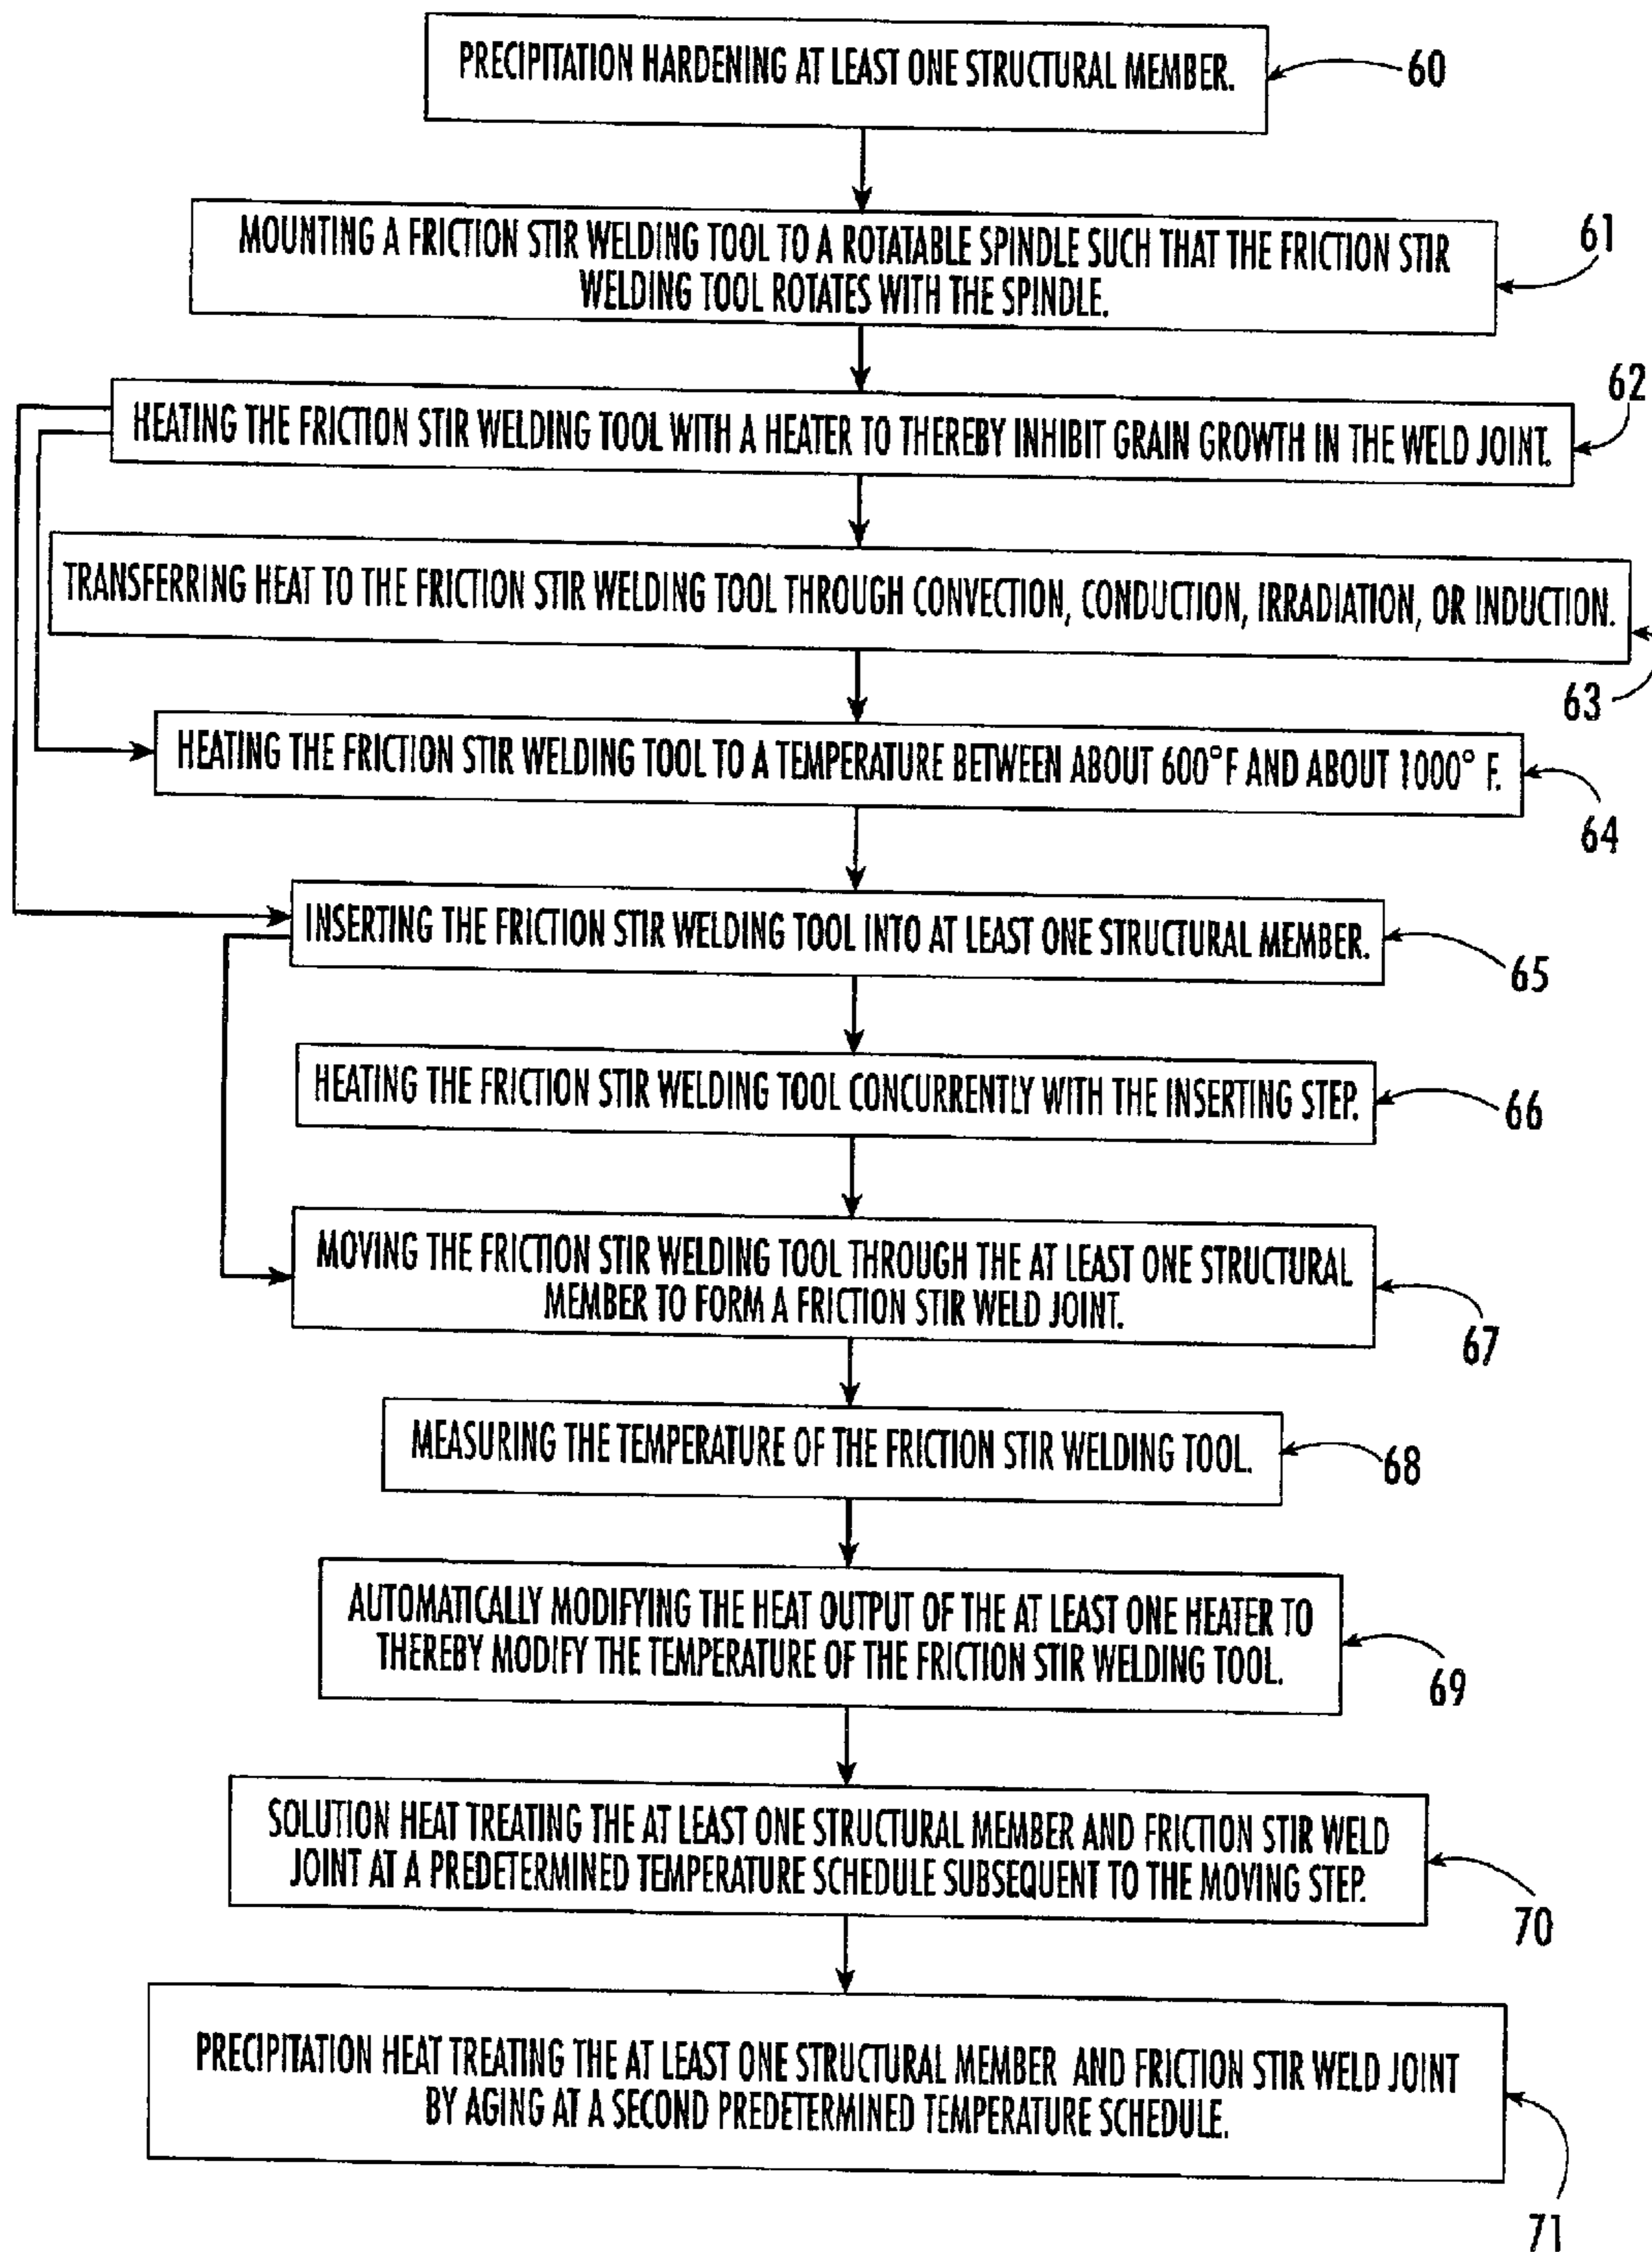 PRECIPITATION HARDENING AT LEAST ONE STRUCTURAL MEMBER.
60
MOUNTING A FRICTION STIR WELDING TOOL TO A ROTATABLE SPINDLE SUCH THAT THE FRICTION STIR
WELDING TOOL ROTATES WITH THE SPINDLE.
61
HEATING THE FRICTION STIR WELDING TOOL WITH A HEATER TO THEREBY INHIBIT GRAIN GROWTH IN THE WELD JOINT.
62
TRANSFERRING HEAT TO THE FRICTION STIR WELDING TOOL THROUGH CONVECTION, CONDUCTION, IRRADIATION, OR INDUCTION.
63
HEATING THE FRICTION STIR WELDING TOOL TO A TEMPERATURE BETWEEN ABOUT 600°F AND ABOUT 1000° F.
64
INSERTING THE FRICTION STIR WELDING TOOL INTO AT LEAST ONE STRUCTURAL MEMBER.
65
HEATING THE FRICTION STIR WELDING TOOL CONCURRENTLY WITH THE INSERTING STEP.
66
MOVING THE FRICTION STIR WELDING TOOL THROUGH THE AT LEAST ONE STRUCTURAL
MEMBER TO FORM A FRICTION STIR WELD JOINT.
67
MEASURING THE TEMPERATURE OF THE FRICTION STIR WELDING TOOL.
68
AUTOMATICALLY MODIFYING THE HEAT OUTPUT OF THE AT LEAST ONE HEATER TO
THEREBY MODIFY THE TEMPERATURE OF THE FRICTION STIR WELDING TOOL.
69
SOLUTION HEAT TREATING THE AT LEAST ONE STRUCTURAL MEMBER AND FRICTION STIR WELD
JOINT AT A PREDETERMINED TEMPERATURE SCHEDULE SUBSEQUENT TO THE MOVING STEP.
70
PRECIPITATION HEAT TREATING THE AT LEAST ONE STRUCTURAL MEMBER AND FRICTION STIR WELD JOINT
BY AGING AT A SECOND PREDETERMINED TEMPERATURE SCHEDULE.
71